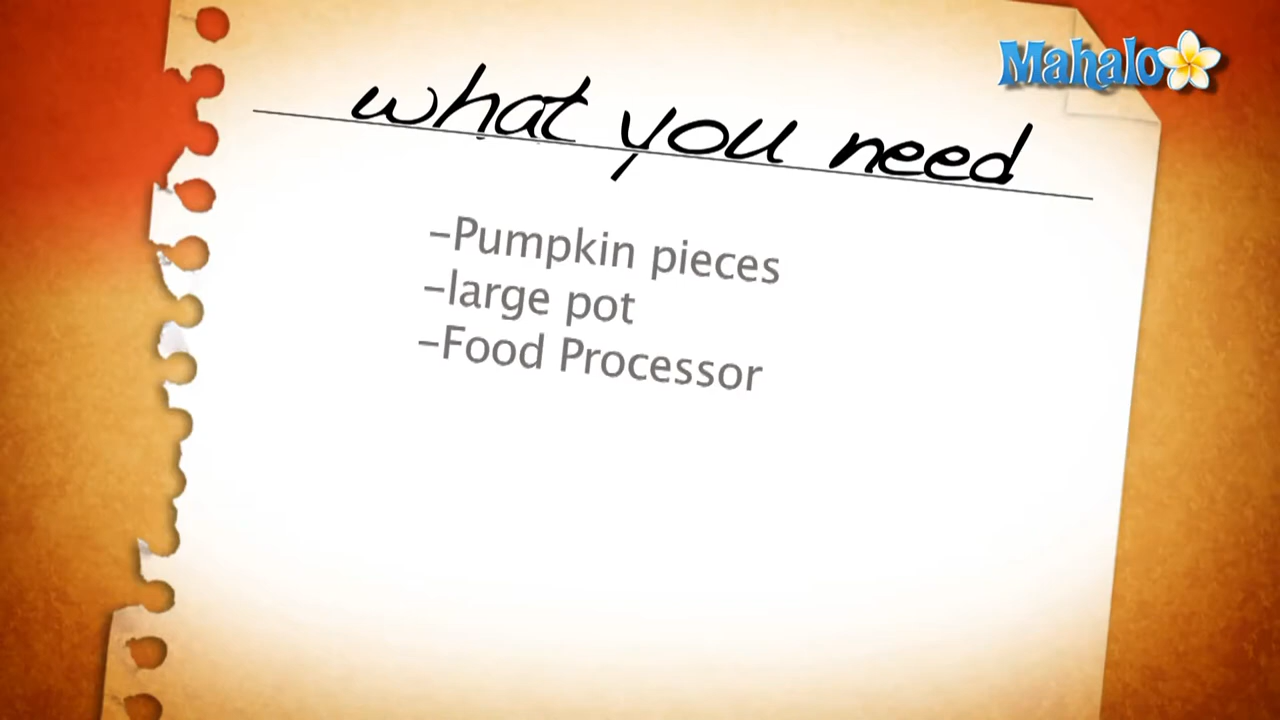 Mahalo
what you need
–Pumpkin pieces
–large pot
–Food Processor